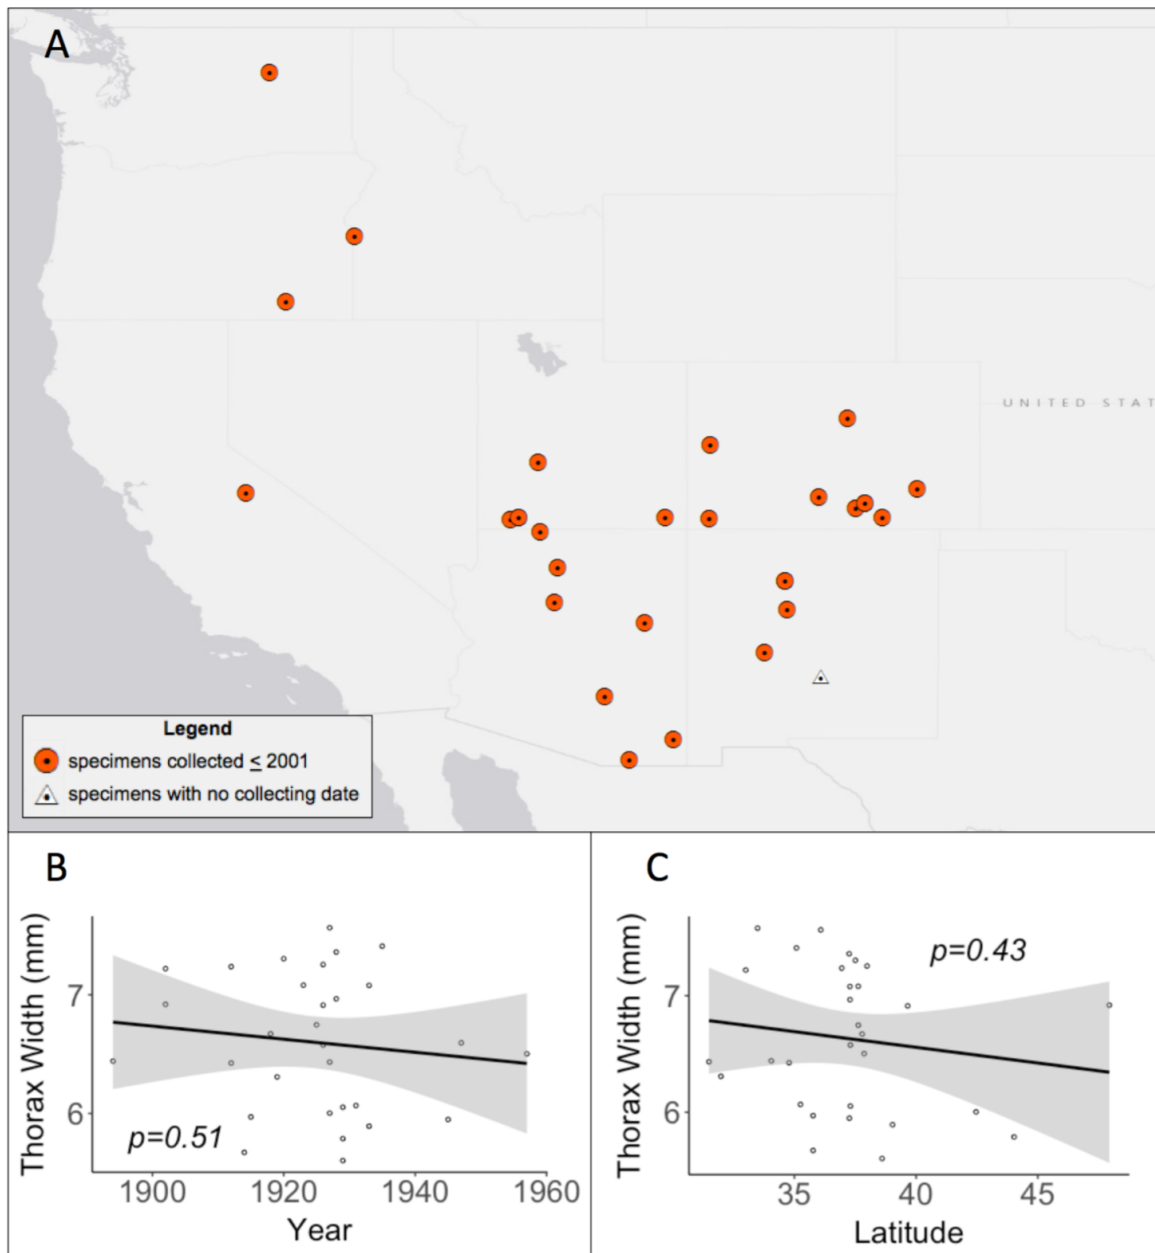 A
UNITED STAT
Legend
specimens collected ≤ 2001
specimens with no collecting date
B
Thorax Width (mm)
7
6
p=0.51
1900 1920 1940 1960
Year
C
Thorax Width (mm)
7
6
p=0.43
35 40 45
Latitude